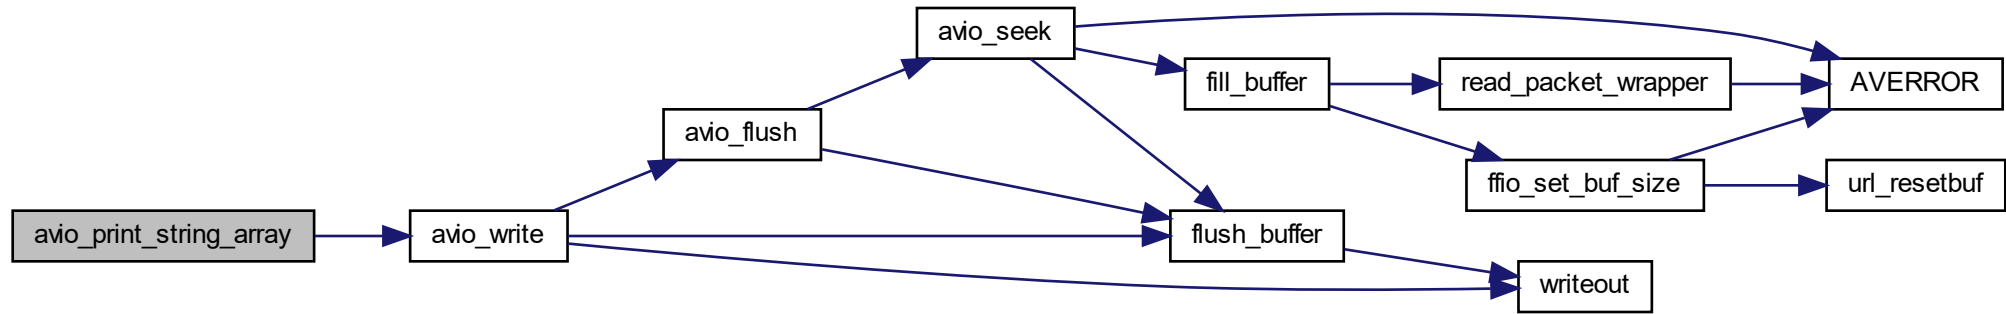 avio_seek
fill_buffer
read_packet_wrapper
AVERROR
avio_flush
ffio_set_buf_size
url_resetbuf
avio_print_string_array
avio_write
flush_buffer
writeout